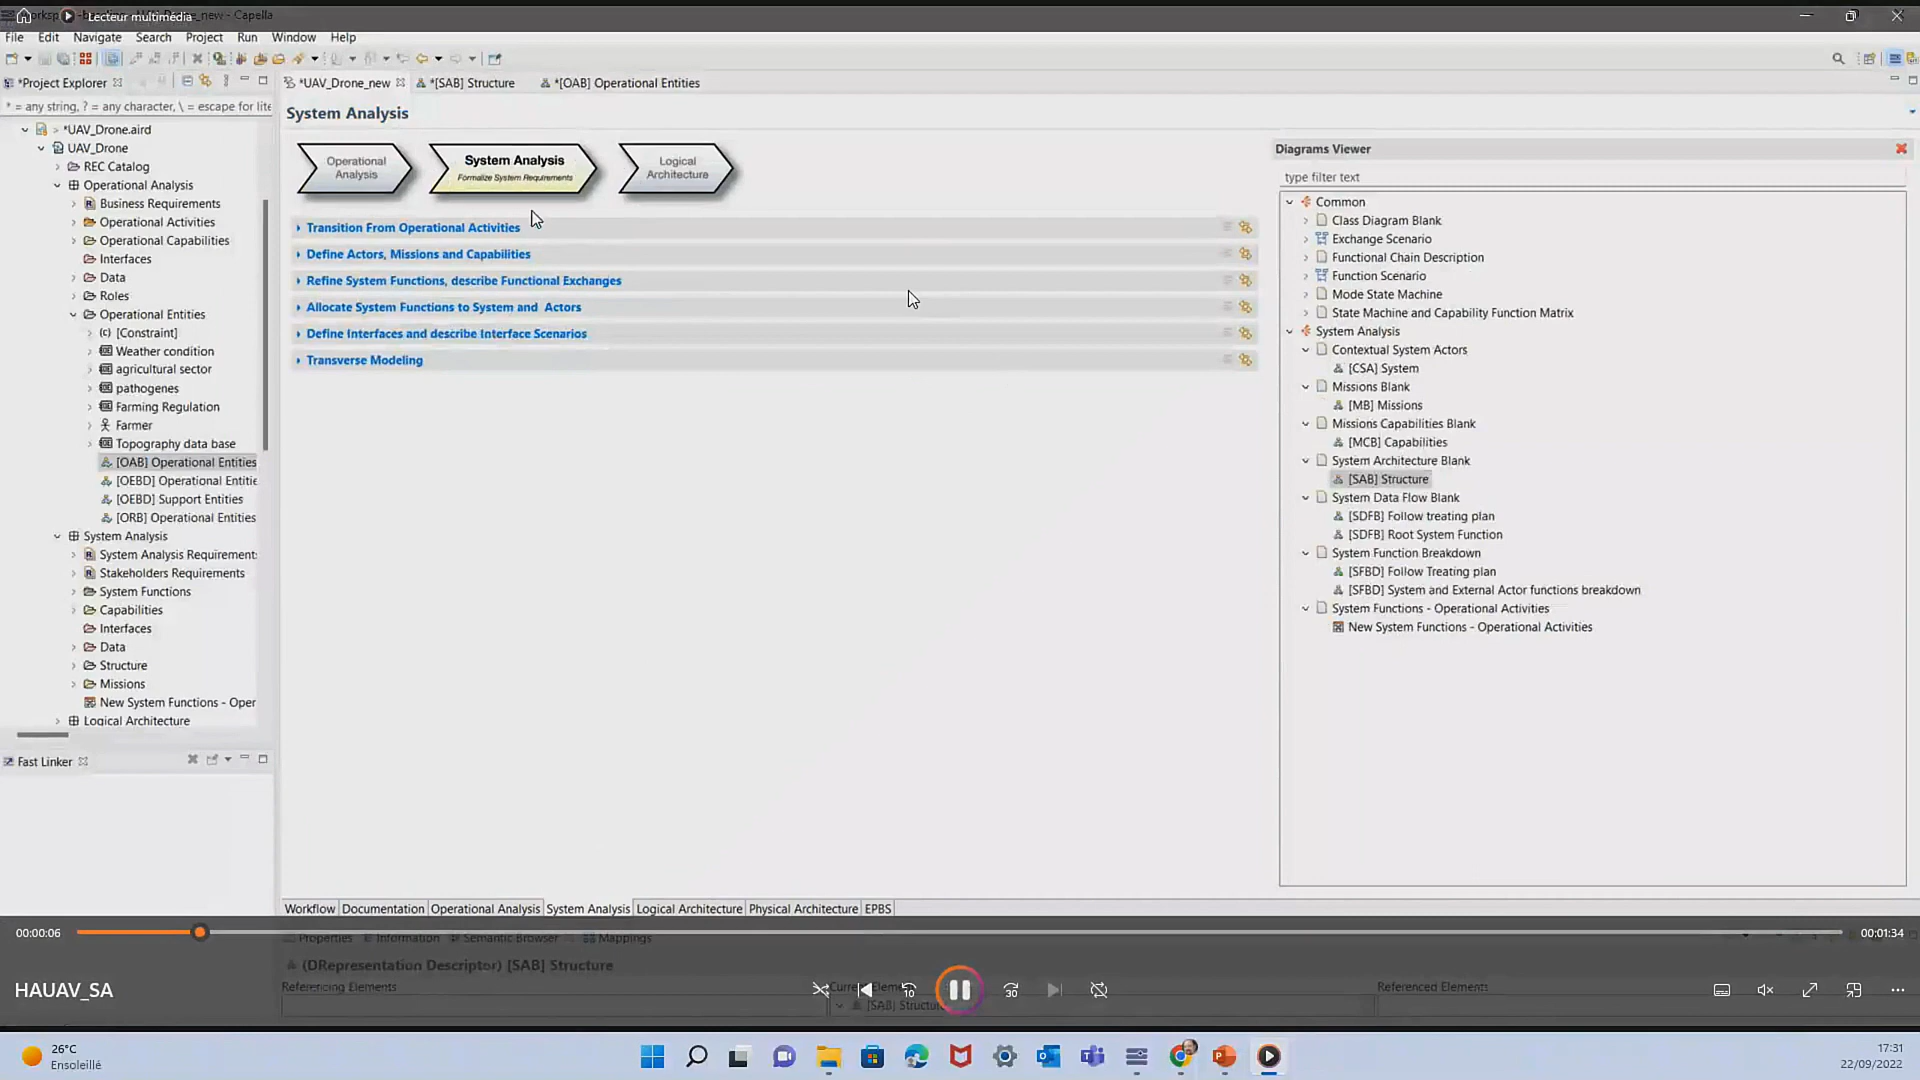 Lecteur multimédia
_new - Capella
File Edit Navigate Search Project Run Window Help
*Project Explorer
*UAV_Drone_new
*[SAB] Structure
*[OAB] Operational Entities
* = any string, ? = any character, \ = escape for lite
System Analysis
*UAV_Drone.aird
UAV_Drone
REC Catalog
Operational Analysis
Business Requirements
Operational Activities
Operational Capabilities
Interfaces
Data
Roles
Operational Entities
(c) [Constraint]
Weather condition
agricultural sector
pathogenes
Farming Regulation
Farmer
Topography data base
[OAB] Operational Entities
[OEBD] Operational Entitie
[OEBD] Support Entities
[ORB] Operational Entities
System Analysis
System Analysis Requirements
Stakeholders Requirements
System Functions
Capabilities
Interfaces
Data
Structure
Missions
New System Functions - Oper
Logical Architecture
Fast Linker
Operational
Analysis
System Analysis
Formalize System Requirements
Logical
Architecture
Transition From Operational Activities
Define Actors, Missions and Capabilities
Refine System Functions, describe Functional Exchanges
Allocate System Functions to System and Actors
Define Interfaces and describe Interface Scenarios
Transverse Modeling
Diagrams Viewer
type filter text
Common
Class Diagram Blank
Exchange Scenario
Functional Chain Description
Function Scenario
Mode State Machine
State Machine and Capability Function Matrix
System Analysis
Contextual System Actors
[CSA] System
Missions Blank
[MB] Missions
Missions Capabilities Blank
[MCB] Capabilities
System Architecture Blank
[SAB] Structure
System Data Flow Blank
[SDFB] Follow treating plan
[SDFB] Root System Function
System Function Breakdown
[SFBD] Follow Treating plan
[SFBD] System and External Actor functions breakdown
System Functions - Operational Activities
New System Functions - Operational Activities
Workflow Documentation Operational Analysis System Analysis Logical Architecture Physical Architecture EPBS
00:00:06
00:01:34
Properties Information Semantic Browser Mappings
(DRepresentation Descriptor) [SAB] Structure
Referencing Elements
Referenced Elements
[SAB] Structure
HAUAV_SA
10
30
26°C
Ensoleillé
17:31
22/09/2022